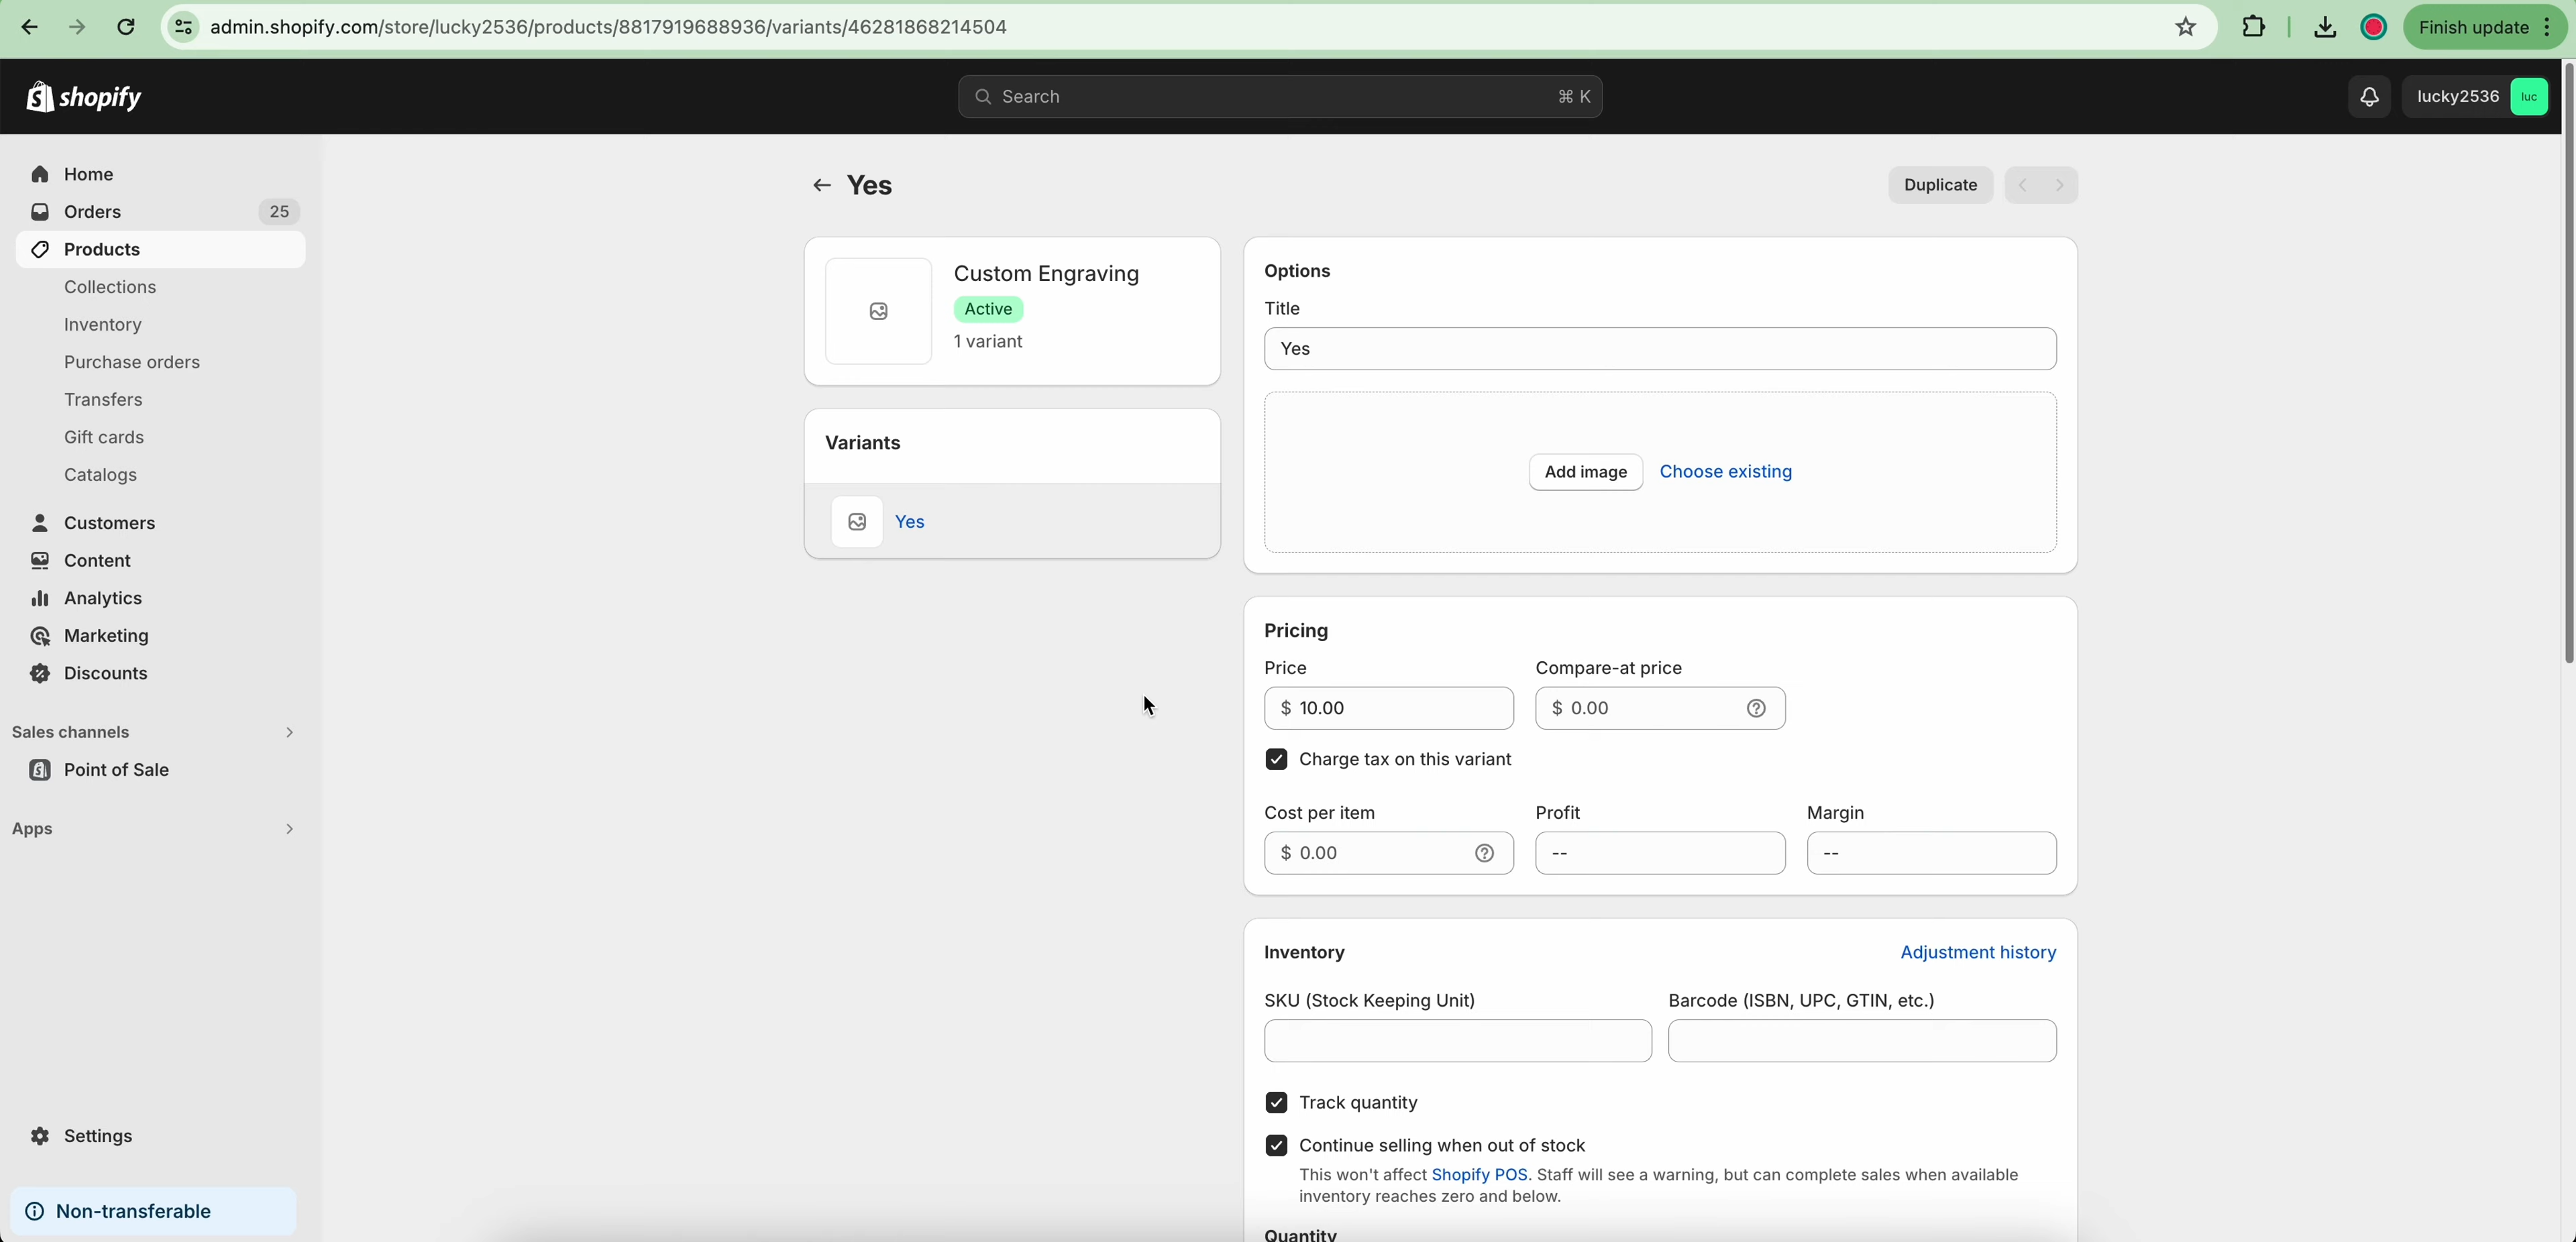 admin.shopify.com/store/lucky2536/products/8817919688936/variants/46281868214504
Finish update
shopify
Search
⌘ K
lucky2536
luc
Home
Orders
25
Products
Collections
Inventory
Purchase orders
Transfers
Gift cards
Catalogs
Customers
Content
Analytics
Marketing
Discounts
Sales channels
Point of Sale
Apps
Settings
Non-transferable
Yes
Duplicate
Custom Engraving
Active
1 variant
Variants
Yes
Options
Title
Yes
Add image
Choose existing
Pricing
Price
Compare-at price
$ 10.00
$ 0.00
Charge tax on this variant
Cost per item
Profit
Margin
$ 0.00
--
--
Inventory
Adjustment history
SKU (Stock Keeping Unit)
Barcode (ISBN, UPC, GTIN, etc.)
Track quantity
Continue selling when out of stock
This won't affect Shopify POS. Staff will see a warning, but can complete sales when available
inventory reaches zero and below.
Quantity